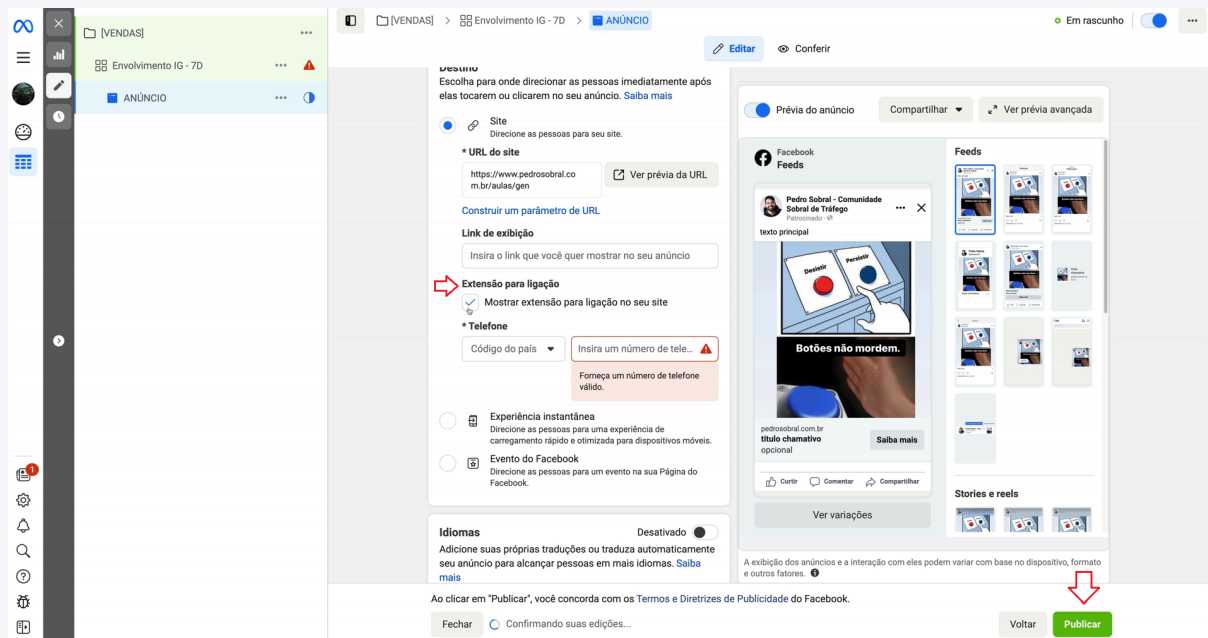 [VENDAS]
Envolvimento IG - 7D
ANÚNCIO
[VENDAS] > Envolvimento IG - 7D > ANÚNCIO
Em rascunho
Editar
Conferir
Destino
Escolha para onde direcionar as pessoas imediatamente após
elas tocarem ou clicarem no seu anúncio. Saiba mais
Site
Direcione as pessoas para seu site.
* URL do site
https://www.pedrosobral.co
m.br/aulas/gen
Ver prévia da URL
Construir um parâmetro de URL
Link de exibição
Insira o link que você quer mostrar no seu anúncio
Extensão para ligação
Mostrar extensão para ligação no seu site
* Telefone
Código do país
Insira um número de tele...
Forneça um número de telefone
válido.
Experiência instantânea
Direcione as pessoas para uma experiência de
carregamento rápido e otimizada para dispositivos móveis.
Evento do Facebook
Direcione as pessoas para um evento na sua Página do
Facebook.
Idiomas
Desativado
Adicione suas próprias traduções ou traduza automaticamente
seu anúncio para alcançar pessoas em mais idiomas. Saiba
mais
Prévia do anúncio
Compartilhar
Ver prévia avançada
Facebook
Feeds
Pedro Sobral - Comunidade
Sobral de Tráfego
Patrocinado
texto principal
Desistir
Persistir
Botões não mordem.
pedrosobral.com.br
titulo chamativo
opcional
Saiba mais
Curtir
Comentar
Compartilhar
Ver variações
Feeds
Stories e reels
A exibição dos anúncios e a interação com eles podem variar com base no dispositivo, formato
e outros fatores.
Ao clicar em "Publicar", você concorda com os Termos e Diretrizes de Publicidade do Facebook.
Fechar
Confirmando suas edições...
Voltar
Publicar
1